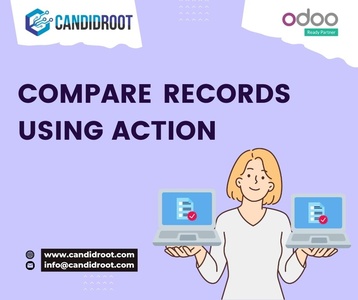 CANDIDROOT
odoo
Ready Partner
COMPARE RECORDS
USING ACTION
www.candidroot.com
info@candidroot.com